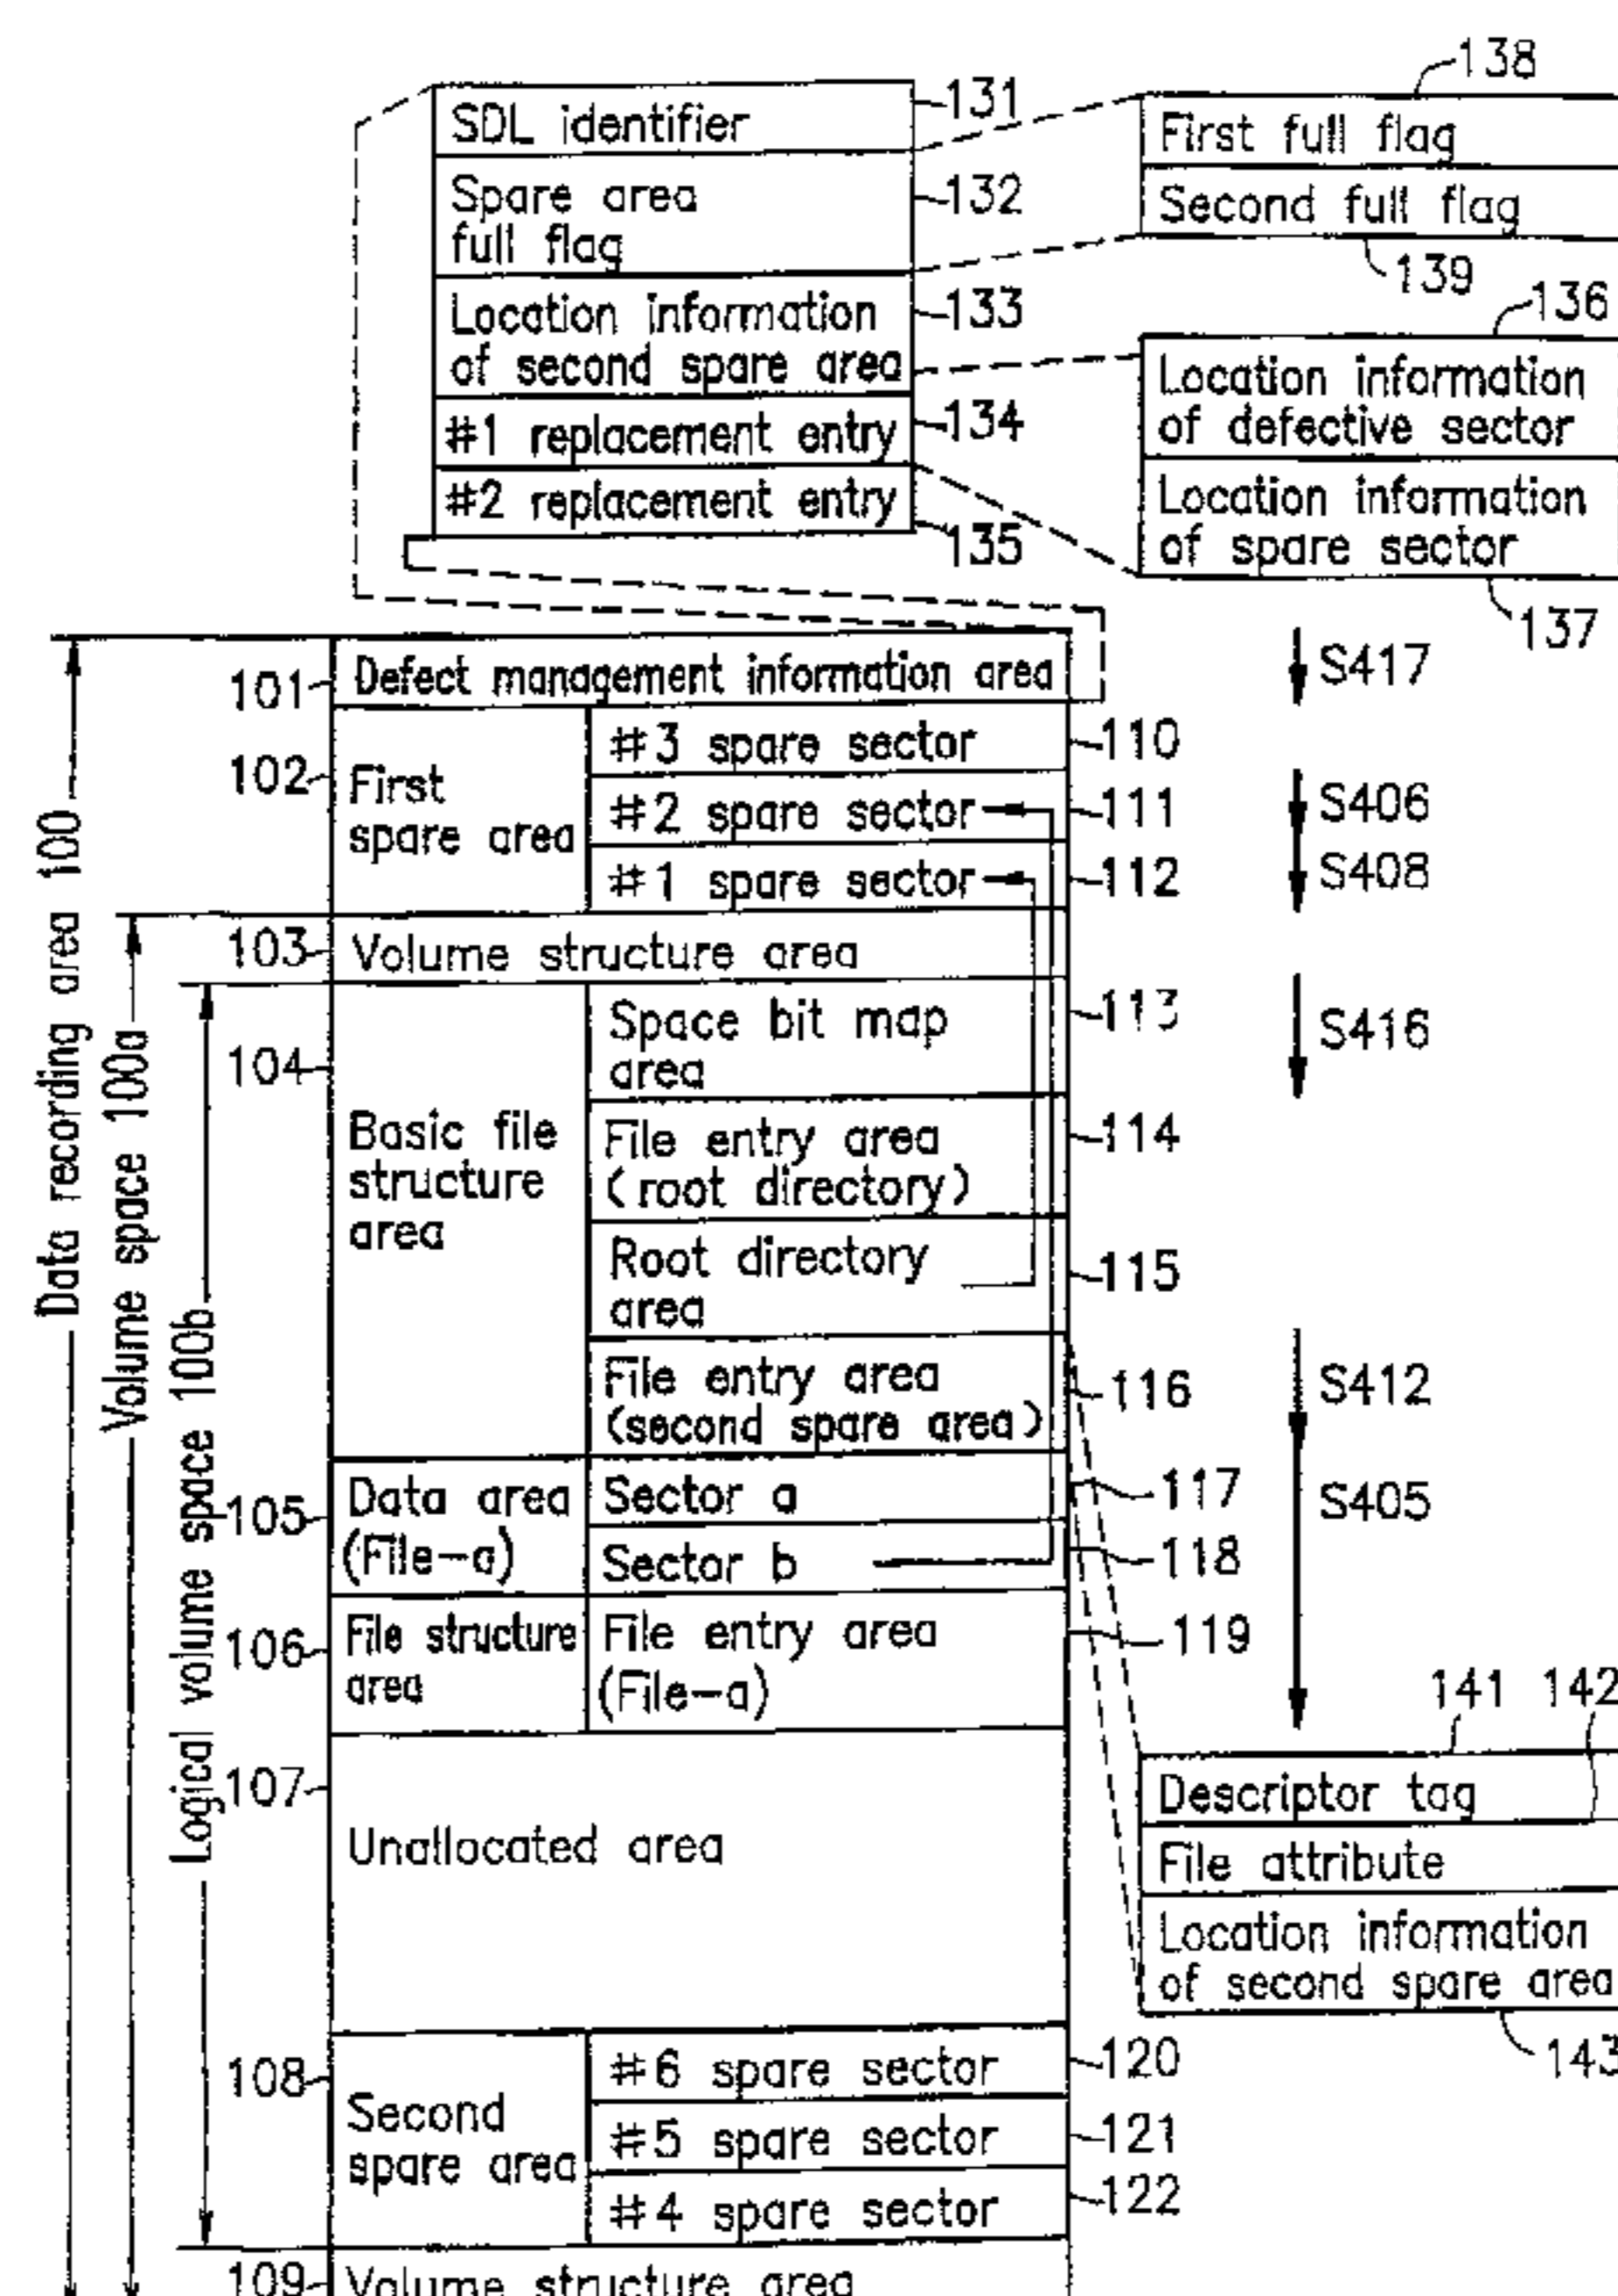 138
SDL identifier
131
First full flag
Spare area
full flag
132
Second full flag
139
Location information
of second spare area
133
136
Location information
of defective sector
#1 replacement entry
134
Location information
of spare sector
#2 replacement entry
135
137
Data recording area 100
Volume space 100a
Logical volume space 100b
101
Defect management information area
S417
102
First
spare area
#3 spare sector
110
#2 spare sector
111
S406
#1 spare sector
112
S408
103
Volume structure area
104
Basic file
structure
area
Space bit map
area
113
S416
File entry area
(root directory)
114
Root directory
area
115
File entry area
(second spare area)
116
S412
105
Data area
(File-a)
Sector a
117
S405
Sector b
118
106
File structure
area
File entry area
(File-a)
119
141
142
107
Unallocated area
Descriptor tag
File attribute
Location information
of second spare area
143
108
Second
spare area
#6 spare sector
120
#5 spare sector
121
#4 spare sector
122
109
Volume structure area